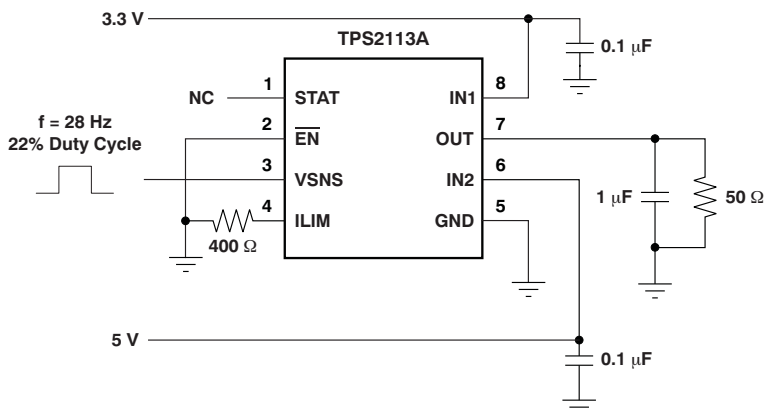 3.3 V
TPS2113A
0.1 μF
NC
1
STAT
IN1
8
f = 28 Hz
22% Duty Cycle
2
EN
OUT
7
3
VSNS
IN2
6
1 μF
50 Ω
4
ILIM
GND
5
400 Ω
5 V
0.1 μF